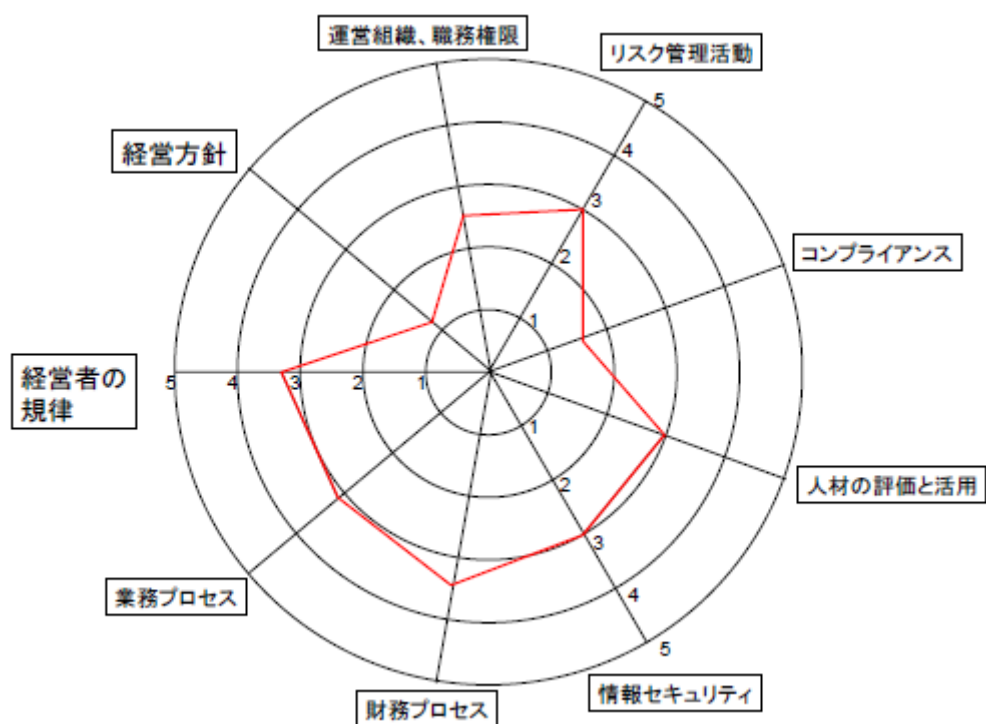 運営組織、職務権限
リスク管理活動
経営方針
コンプライアンス
経営者の
規律
人材の評価と活用
業務プロセス
財務プロセス
情報セキュリティ
5
4
3
2
1
5 4 3 2 1
1
2
3
4
5